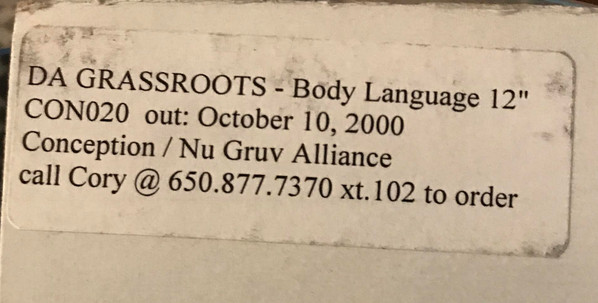 DA GRASSROOTS - Body Language 12"
CON020 out: October 10, 2000
Conception / Nu Gruv Alliance
call Cory @ 650.877.7370 xt.102 to order